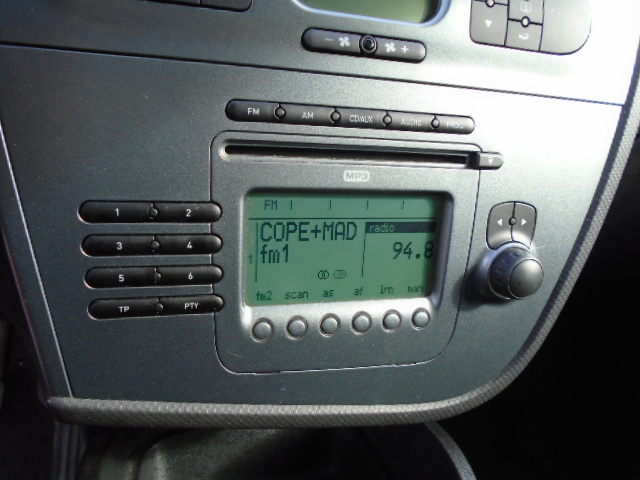 - +
FM AM CD/AUX AUDIO
MP3
FM
COPE+MAD radio
1 fm1 94.8
fm2 scan as af lrn man
1 2
3 4
5 6
TP PTY